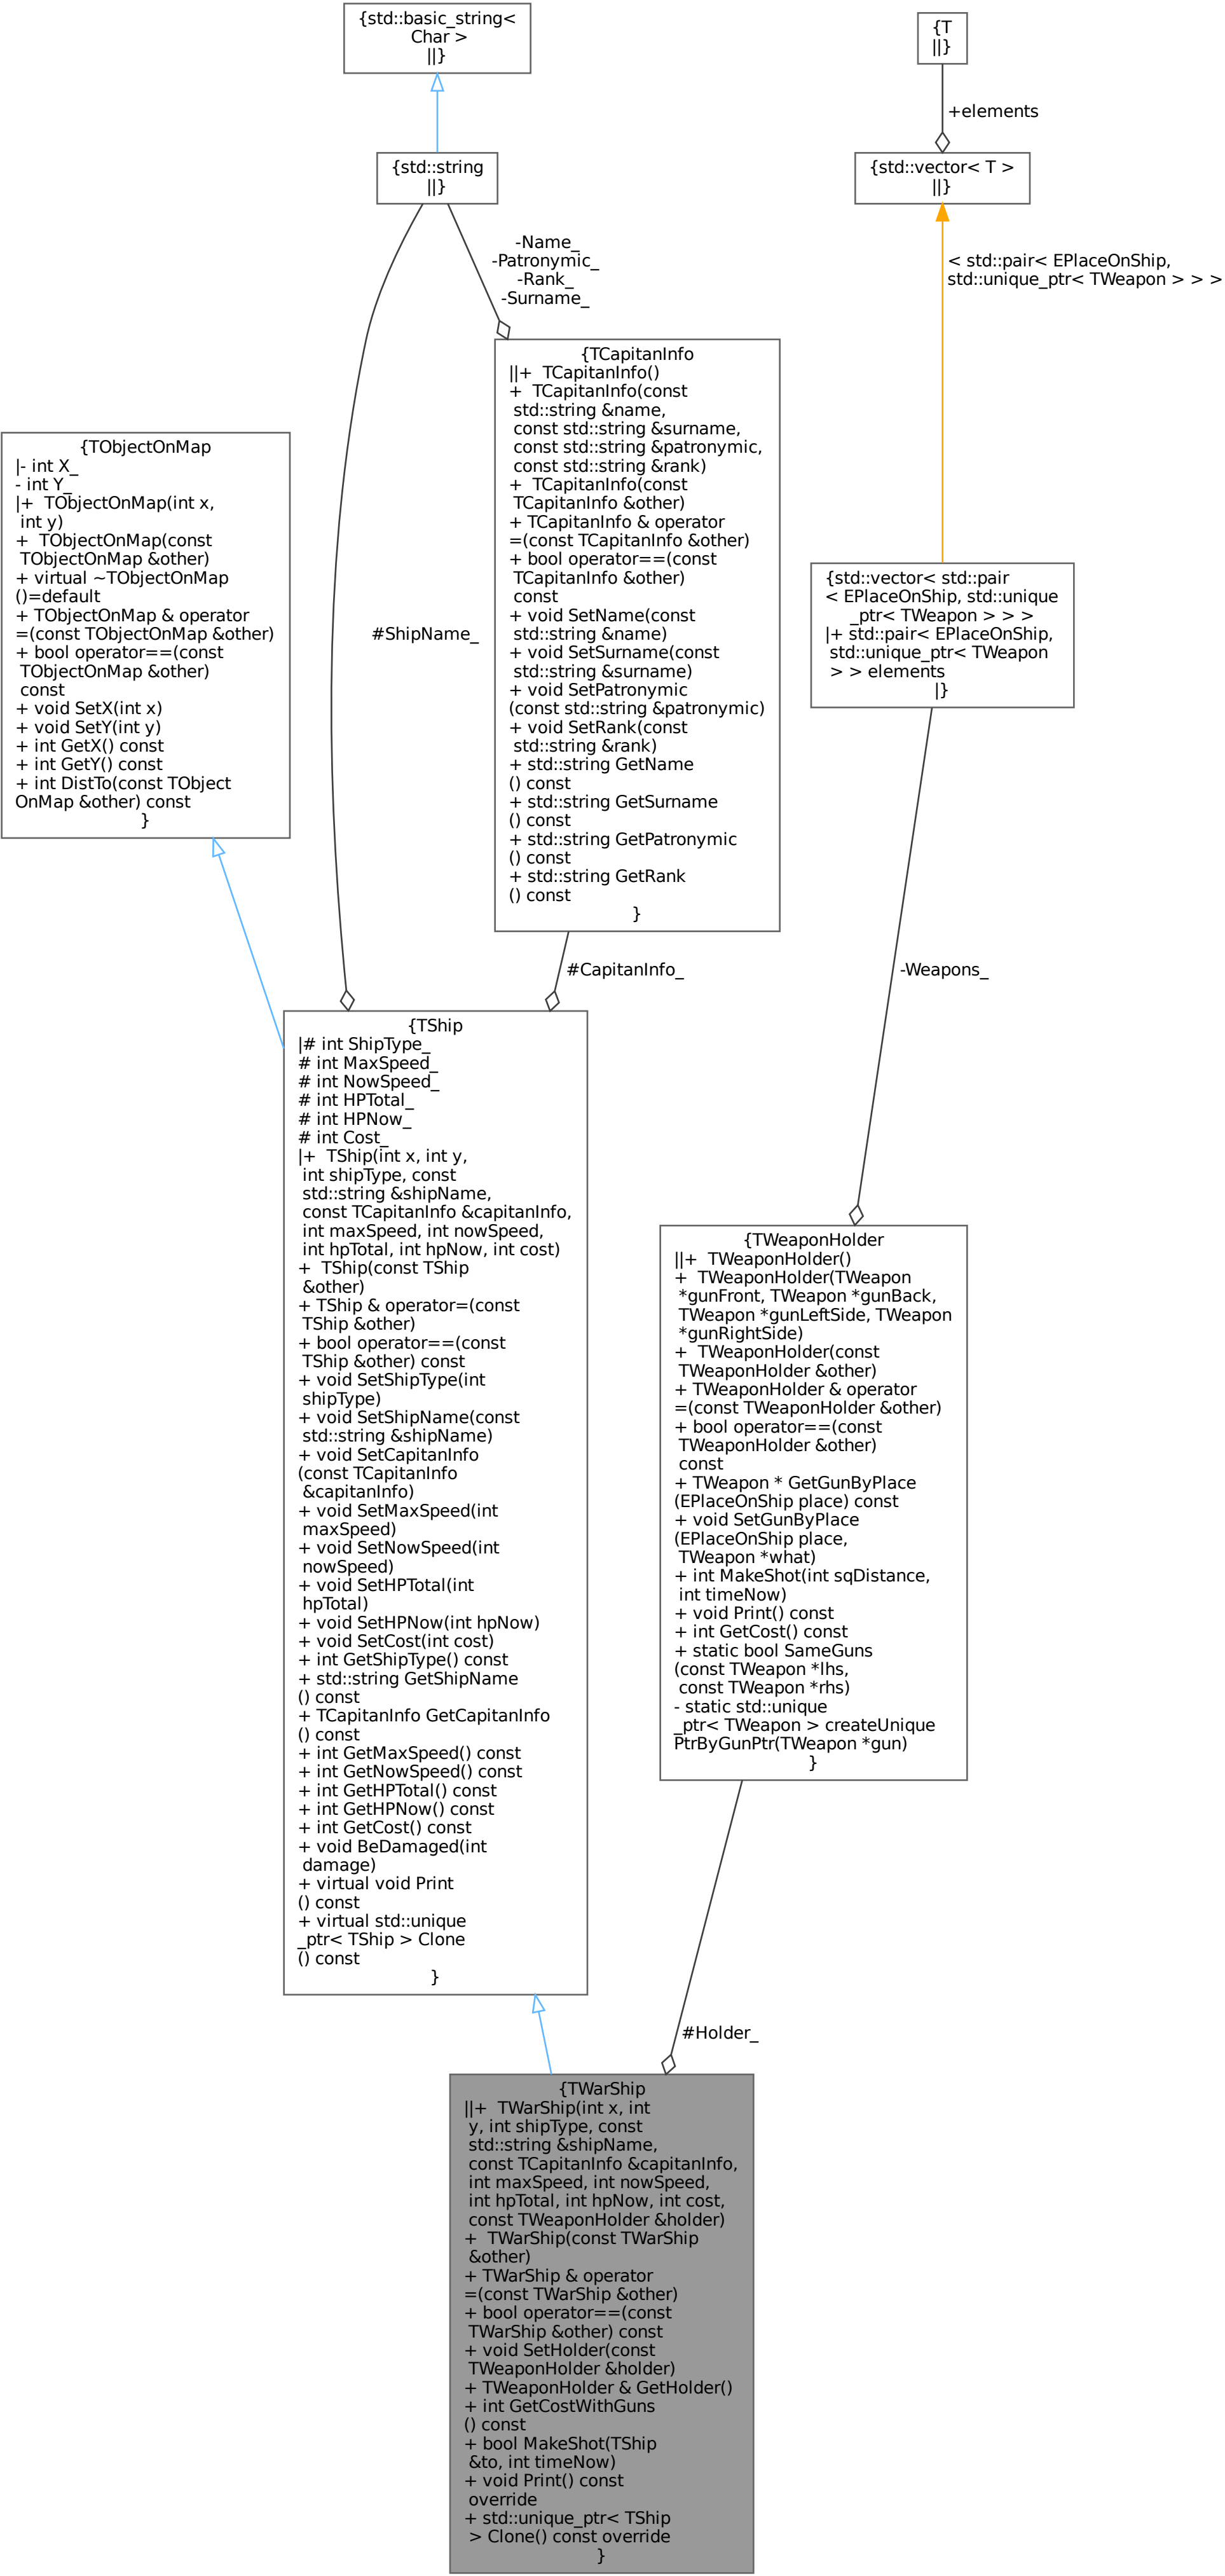 {std::basic_string<
Char >
||}
{T
||}
+elements
{std::string
||}
{std::vector< T >
||}
-Name_
-Patronymic_
-Rank_
-Surname_
< std::pair< EPlaceOnShip,
std::unique_ptr< TWeapon > > >
{TCapitanInfo
||+  TCapitanInfo()
+  TCapitanInfo(const
std::string &name,
const std::string &surname,
const std::string &patronymic,
const std::string &rank)
+  TCapitanInfo(const
TCapitanInfo &other)
+ TCapitanInfo & operator
=(const TCapitanInfo &other)
+ bool operator==(const
TCapitanInfo &other)
const
+ void SetName(const
std::string &name)
+ void SetSurname(const
std::string &surname)
+ void SetPatronymic
(const std::string &patronymic)
+ void SetRank(const
std::string &rank)
+ std::string GetName
() const
+ std::string GetSurname
() const
+ std::string GetPatronymic
() const
+ std::string GetRank
() const
}
{TObjectOnMap
|- int X_
- int Y_
|+  TObjectOnMap(int x,
int y)
+  TObjectOnMap(const
TObjectOnMap &other)
+ virtual ~TObjectOnMap
()=default
+ TObjectOnMap & operator
=(const TObjectOnMap &other)
+ bool operator==(const
TObjectOnMap &other)
const
+ void SetX(int x)
+ void SetY(int y)
+ int GetX() const
+ int GetY() const
+ int DistTo(const TObject
OnMap &other) const
}
#ShipName_
{std::vector< std::pair
< EPlaceOnShip, std::unique
_ptr< TWeapon > > >
|+ std::pair< EPlaceOnShip,
std::unique_ptr< TWeapon
> > elements
|}
#CapitanInfo_
-Weapons_
{TShip
|# int ShipType_
# int MaxSpeed_
# int NowSpeed_
# int HPTotal_
# int HPNow_
# int Cost_
|+  TShip(int x, int y,
int shipType, const
std::string &shipName,
const TCapitanInfo &capitanInfo,
int maxSpeed, int nowSpeed,
int hpTotal, int hpNow, int cost)
+  TShip(const TShip
&other)
+ TShip & operator=(const
TShip &other)
+ bool operator==(const
TShip &other) const
+ void SetShipType(int
shipType)
+ void SetShipName(const
std::string &shipName)
+ void SetCapitanInfo
(const TCapitanInfo
&capitanInfo)
+ void SetMaxSpeed(int
maxSpeed)
+ void SetNowSpeed(int
nowSpeed)
+ void SetHPTotal(int
hpTotal)
+ void SetHPNow(int hpNow)
+ void SetCost(int cost)
+ int GetShipType() const
+ std::string GetShipName
() const
+ TCapitanInfo GetCapitanInfo
() const
+ int GetMaxSpeed() const
+ int GetNowSpeed() const
+ int GetHPTotal() const
+ int GetHPNow() const
+ int GetCost() const
+ void BeDamaged(int
damage)
+ virtual void Print
() const
+ virtual std::unique
_ptr< TShip > Clone
() const
}
{TWeaponHolder
||+  TWeaponHolder()
+  TWeaponHolder(TWeapon
*gunFront, TWeapon *gunBack,
TWeapon *gunLeftSide, TWeapon
*gunRightSide)
+  TWeaponHolder(const
TWeaponHolder &other)
+ TWeaponHolder & operator
=(const TWeaponHolder &other)
+ bool operator==(const
TWeaponHolder &other)
const
+ TWeapon * GetGunByPlace
(EPlaceOnShip place) const
+ void SetGunByPlace
(EPlaceOnShip place,
TWeapon *what)
+ int MakeShot(int sqDistance,
int timeNow)
+ void Print() const
+ int GetCost() const
+ static bool SameGuns
(const TWeapon *lhs,
const TWeapon *rhs)
- static std::unique
_ptr< TWeapon > createUnique
PtrByGunPtr(TWeapon *gun)
}
#Holder_
{TWarShip
||+  TWarShip(int x, int
y, int shipType, const
std::string &shipName,
const TCapitanInfo &capitanInfo,
int maxSpeed, int nowSpeed,
int hpTotal, int hpNow, int cost,
const TWeaponHolder &holder)
+  TWarShip(const TWarShip
&other)
+ TWarShip & operator
=(const TWarShip &other)
+ bool operator==(const
TWarShip &other) const
+ void SetHolder(const
TWeaponHolder &holder)
+ TWeaponHolder & GetHolder()
+ int GetCostWithGuns
() const
+ bool MakeShot(TShip
&to, int timeNow)
+ void Print() const
override
+ std::unique_ptr< TShip
> Clone() const override
}